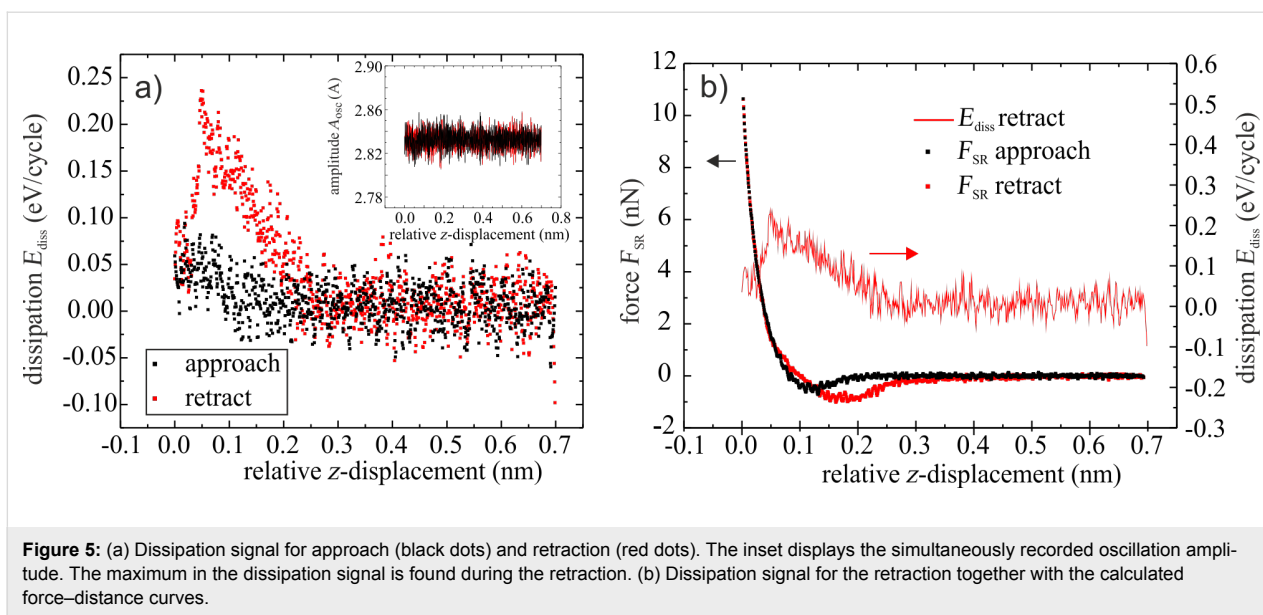 a)
0.25
0.20
0.15
0.10
0.05
0.00
-0.05
-0.10
dissipation E_diss (eV/cycle)
-0.1 0.0 0.1 0.2 0.3 0.4 0.5 0.6 0.7
relative z-displacement (nm)
approach
retract
2.90
2.86
2.82
2.78
amplitude A_osc (A)
0.0 0.2 0.4 0.6 0.8
relative z-displacement (nm)
b)
12
10
8
6
4
2
0
-2
force F_SR (nN)
E_diss retract
F_SR approach
F_SR retract
0.6
0.5
0.4
0.3
0.2
0.1
0.0
-0.1
-0.2
-0.3
dissipation E_diss (eV/cycle)
-0.1 0.0 0.1 0.2 0.3 0.4 0.5 0.6 0.7
relative z-displacement (nm)
Figure 5: (a) Dissipation signal for approach (black dots) and retraction (red dots). The inset displays the simultaneously recorded oscillation ampli-
tude. The maximum in the dissipation signal is found during the retraction. (b) Dissipation signal for the retraction together with the calculated
force–distance curves.